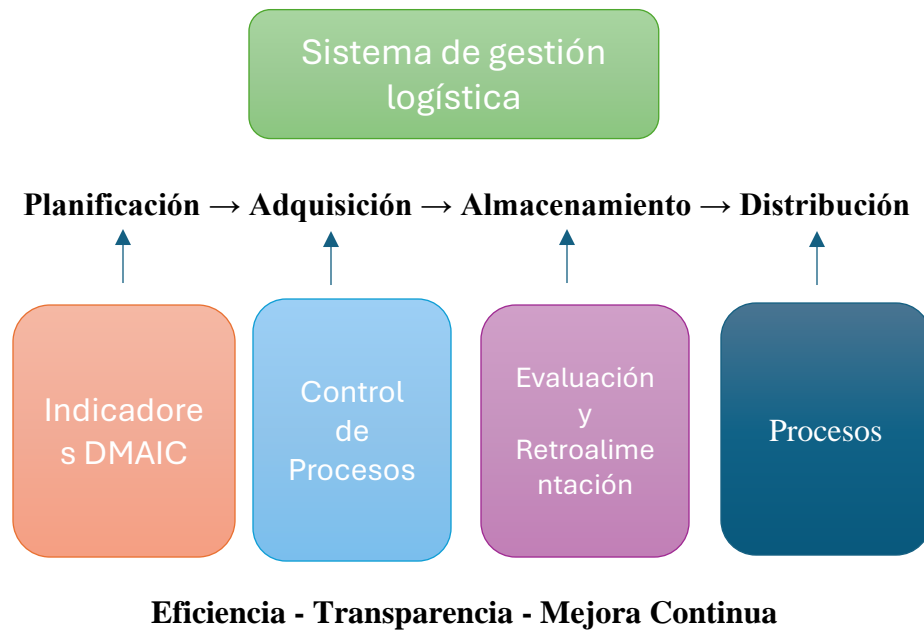 Sistema de gestión
logística
Planificación → Adquisición → Almacenamiento → Distribución
Indicadore
s DMAIC
Control
de
Procesos
Evaluación
y
Retroalime
ntación
Procesos
Eficiencia - Transparencia - Mejora Continua